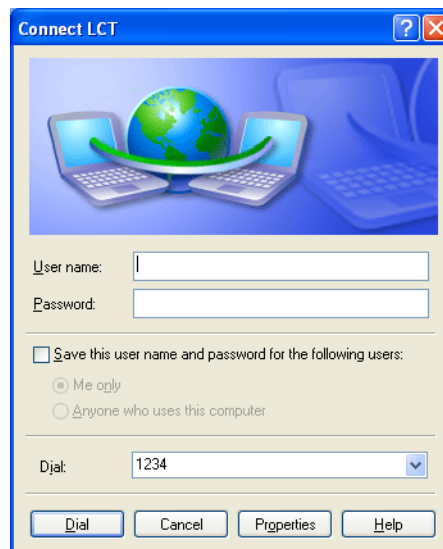 Connect LCT
User name:
Password:
Save this user name and password for the following users:
Me only
Anyone who uses this computer
Dial: 1234
Dial Cancel Properties Help